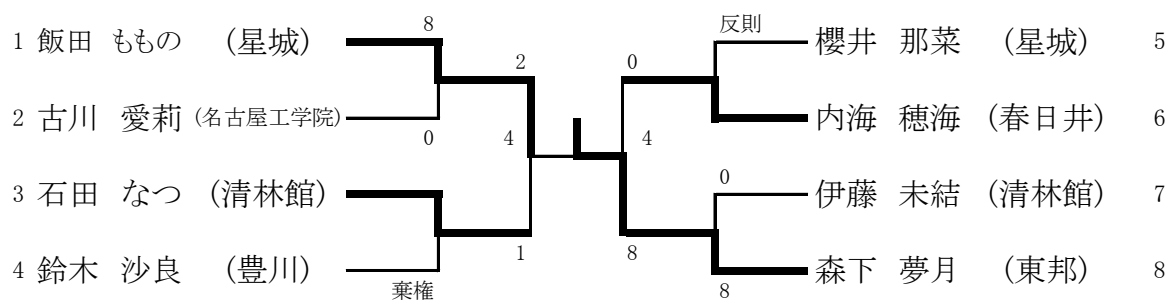 8
反則
1 飯田 ももの (星城)
櫻井 那菜 (星城) 5
2
0
2 古川 愛莉 (名古屋工学院)
内海 穂海 (春日井) 6
0
4
4
0
3 石田 なつ (清林館)
伊藤 未結 (清林館) 7
1
8
4 鈴木 沙良 (豊川)
森下 夢月 (東邦) 8
棄権
8